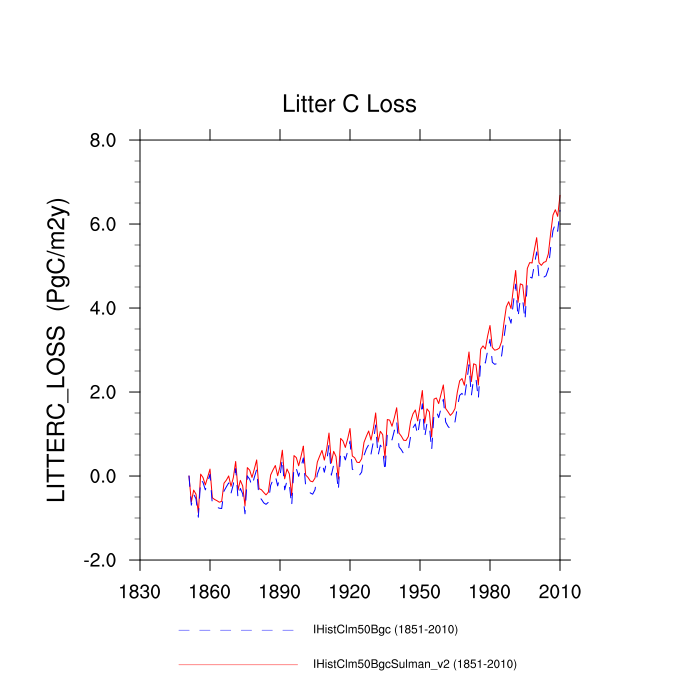 Litter C Loss
LITTERC_LOSS (PgC/m2y)
8.0
6.0
4.0
2.0
0.0
-2.0
1830 1860 1890 1920 1950 1980 2010
IHistClm50Bgc (1851-2010)
IHistClm50BgcSulman_v2 (1851-2010)